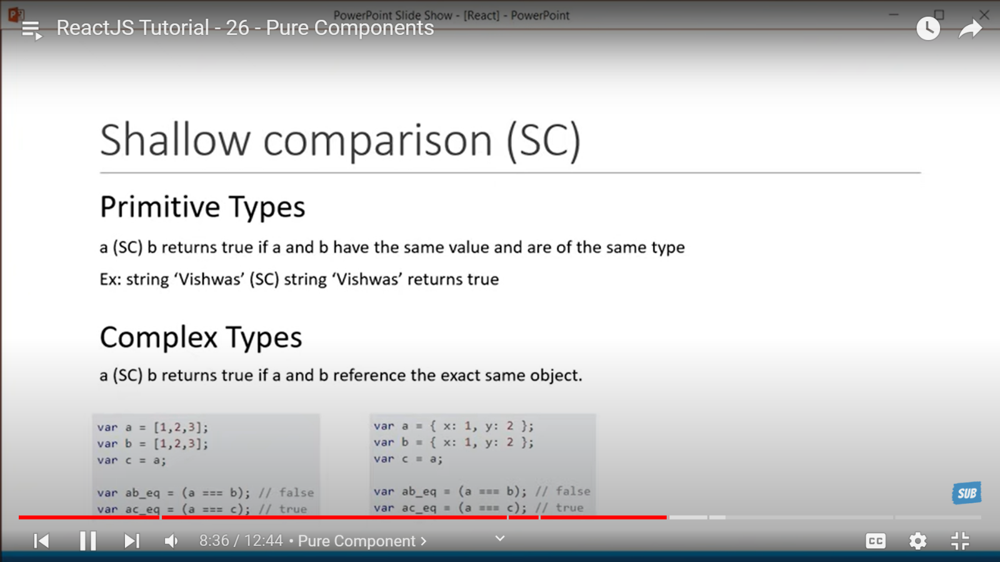 PowerPoint Slide Show - [React] - PowerPoint
ReactJS Tutorial - 26 - Pure Components
Shallow comparison (SC)
Primitive Types
a (SC) b returns true if a and b have the same value and are of the same type
Ex: string ‘Vishwas’ (SC) string ‘Vishwas’ returns true
Complex Types
a (SC) b returns true if a and b reference the exact same object.
var a = [1,2,3];
var b = [1,2,3];
var c = a;
var ab_eq = (a === b); // false
var ac_eq = (a === c); // true
var a = { x: 1, y: 2 };
var b = { x: 1, y: 2 };
var c = a;
var ab_eq = (a === b); // false
var ac_eq = (a === c); // true
SUB
8:36 / 12:44 • Pure Component >
CC